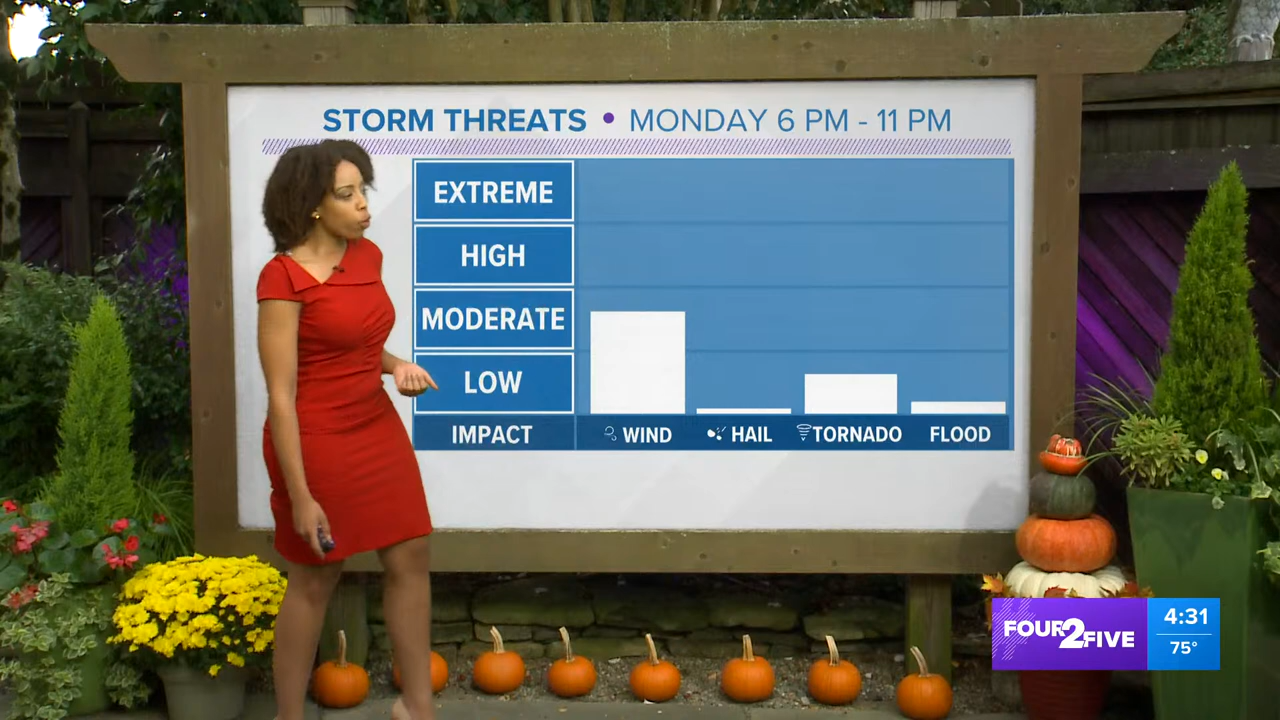 STORM THREATS • MONDAY 6 PM - 11 PM
EXTREME
HIGH
MODERATE
LOW
IMPACT WIND HAIL TORNADO FLOOD
FOUR2FIVE
4:31
75°